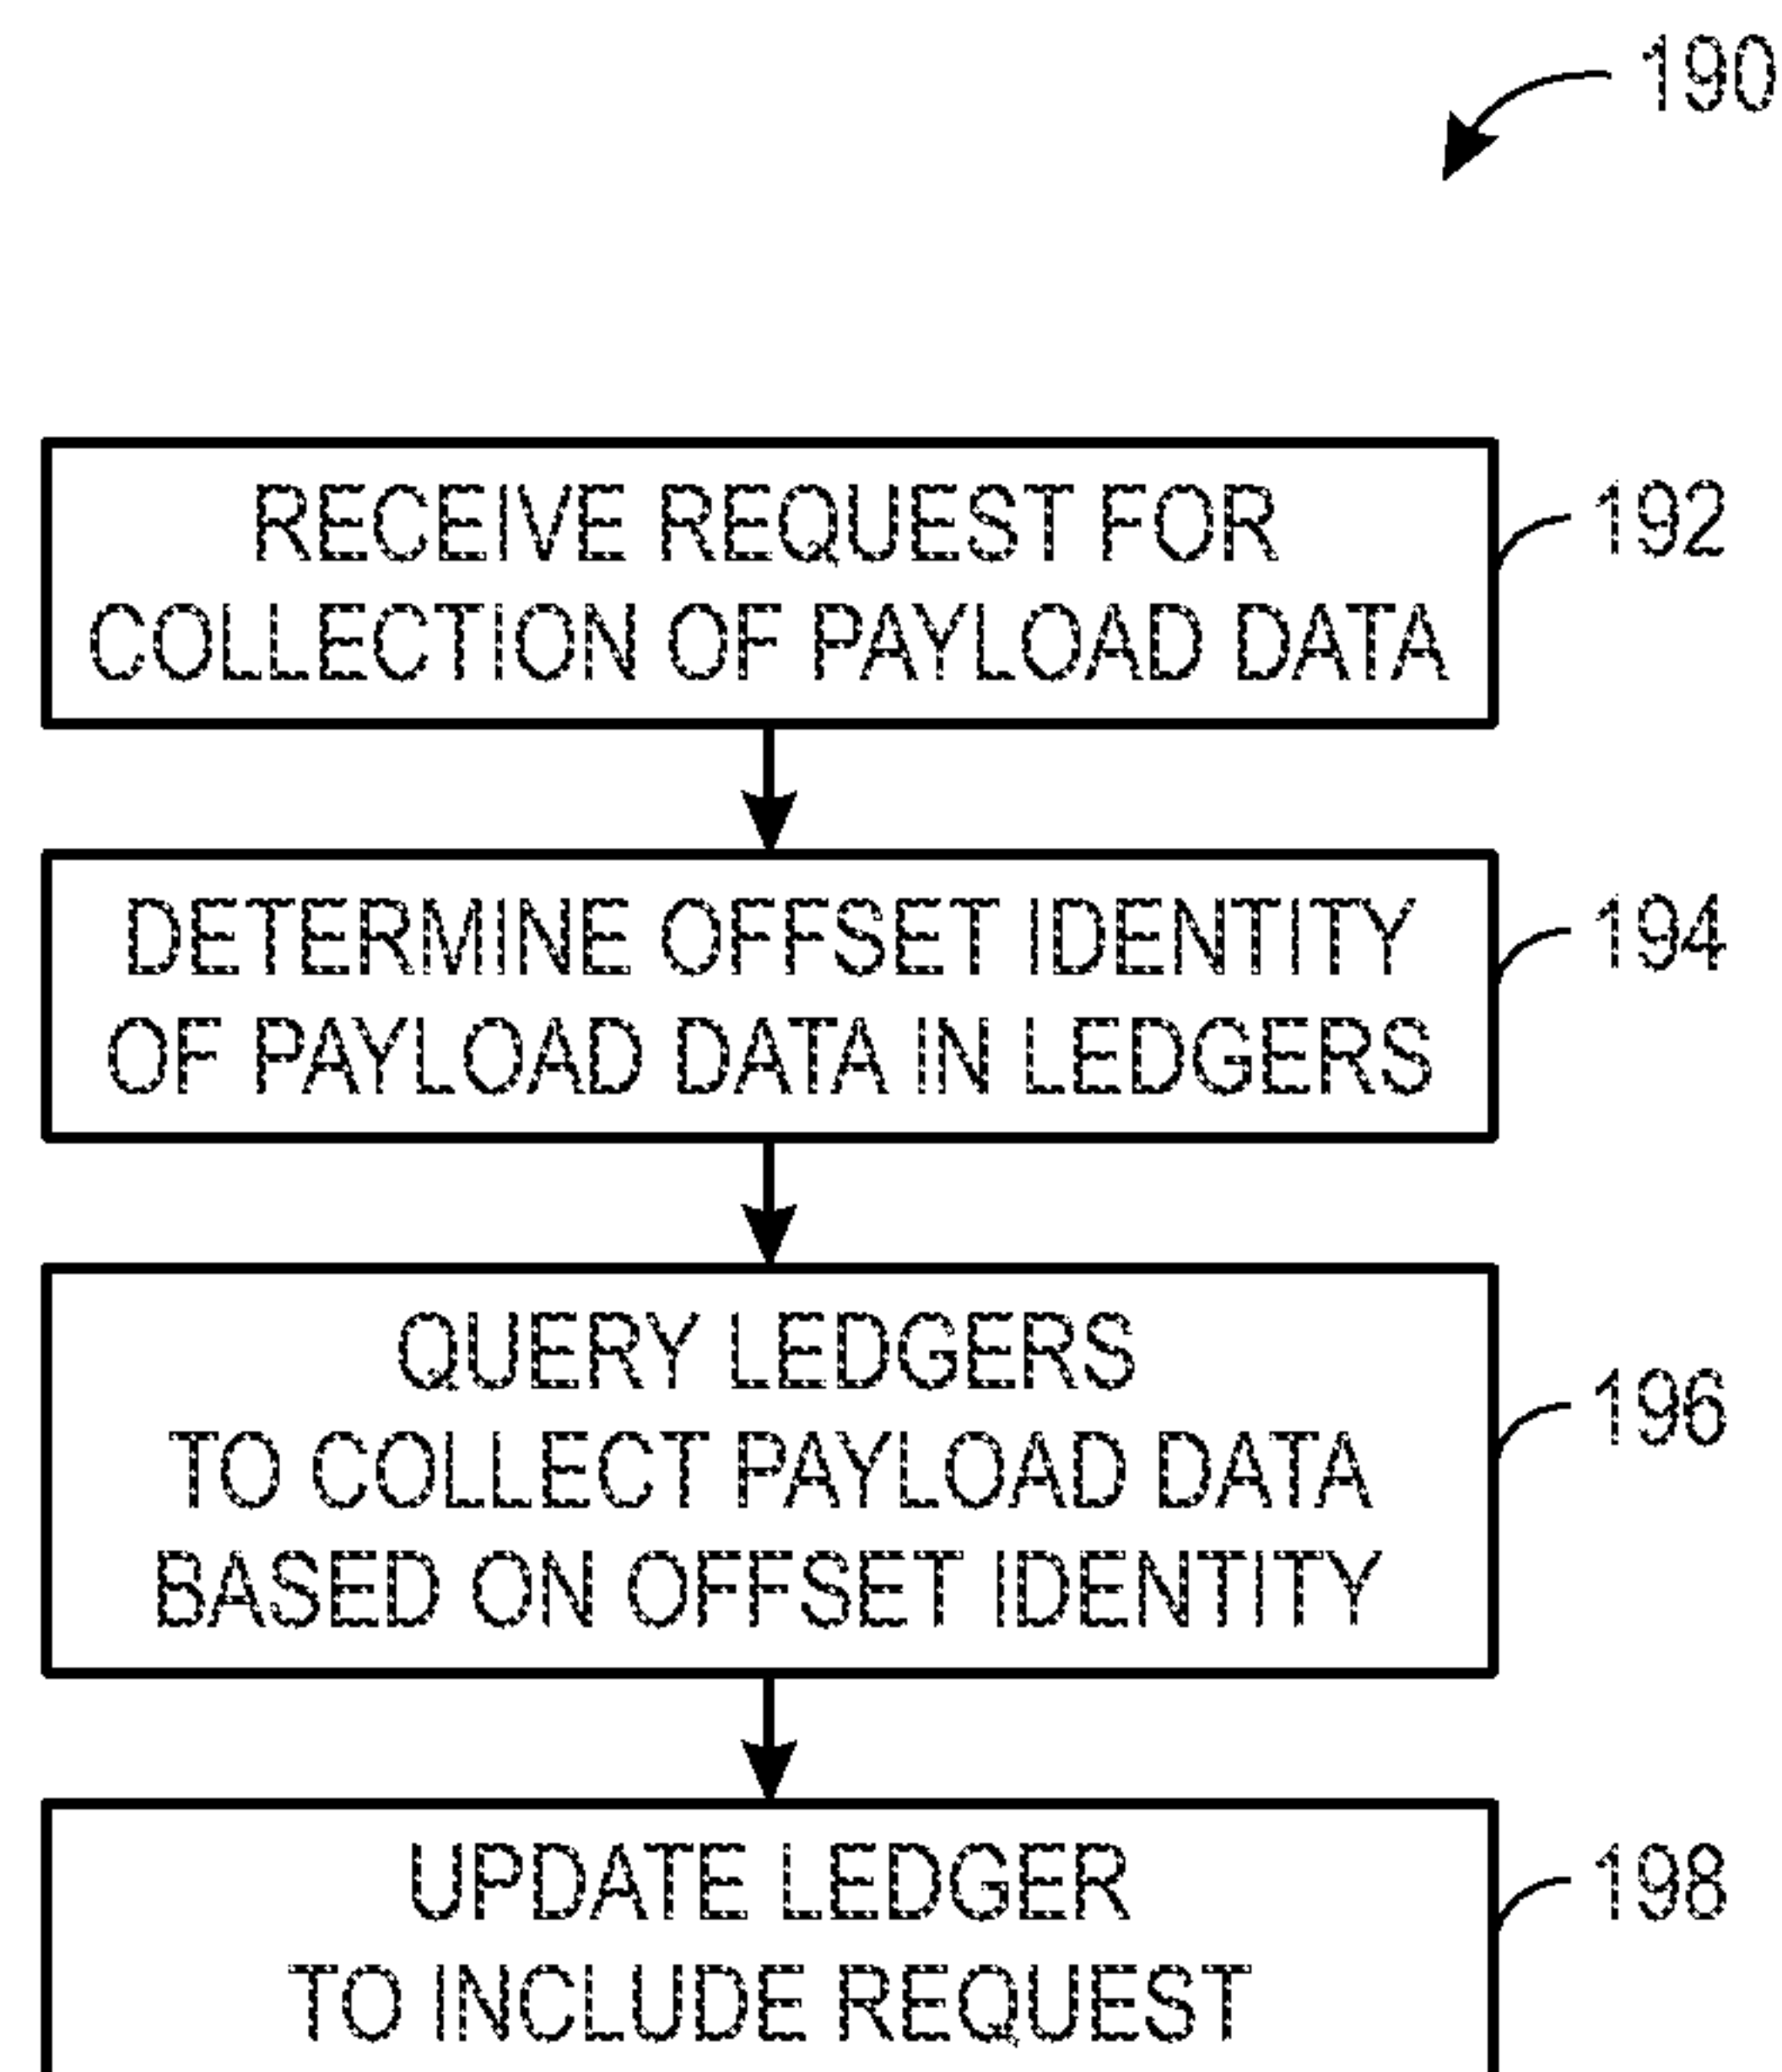 190
RECEIVE REQUEST FOR
COLLECTION OF PAYLOAD DATA
192
DETERMINE OFFSET IDENTITY
OF PAYLOAD DATA IN LEDGERS
194
QUERY LEDGERS
TO COLLECT PAYLOAD DATA
BASED ON OFFSET IDENTITY
196
UPDATE LEDGER
TO INCLUDE REQUEST
198